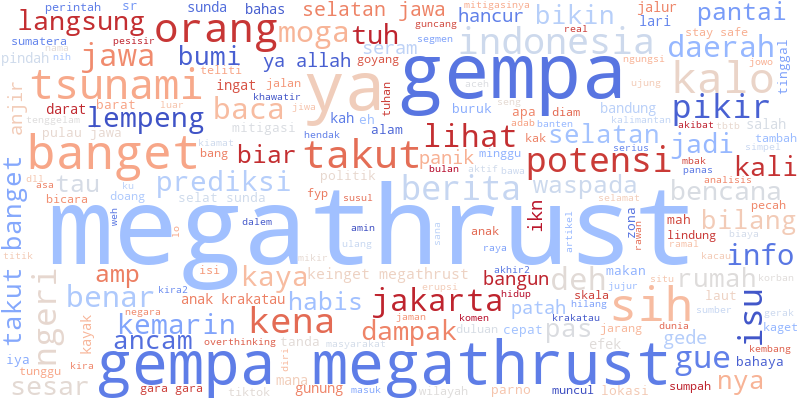 perintah sr sunda bahas selatan jawa mitigasinya jalur bikin pantai
langsung orang moga tuh guncang lari
sumatera pesisir seram segmen indonesia real stay safe
pindah nih nama jawa bumi ya allah goyang gempa ngungsi daerah jowo tinggal
tsunami teliti ingat jalan ya aceh ujung kalo
anjir darat barat luar baca khawatir jiwa tuhan buruk seng pikir
tenggelam lempeng kah eh apa diam bandung kalimantan akibat tbtb salah
pulau jawa mitigasi alam lihat adab banten selatan tambah
banget kiamat hendak kak serius jadi simpel
biar bang takut panik minggu potensi mbak panas
dll asa tau ku prediksi politik bulan aktif bawa analisis kali
takut banget bicara doang selat sunda fyp susul berita waspada selamat bencana
megathrust
weh dalem amin anak ikn artikel zona rawan mah pecah bilang
lo ulang sana raya lindung biaya
titik ngeri amp isi mikir akhir2 ramal kacau info
kaya keinget megathrust bangun deh makan situ rumah korban
benar kira2 anak krakatau habis erupsi hidup skala jujur laut
negara jakarta patah hilang sih sumber isu
kayak kemarin kena jaman komen krakatau gerak
overthinking dampak duluan cepat pas jarang dunia gede kaget
iya ancam tanda masyarakat efek kembang
tunggu kira diri gempa megathrust gue bahaya
sesar gara gara mana gunung masuk parno muncul lokasi sumpah nya
tiktok wilayah